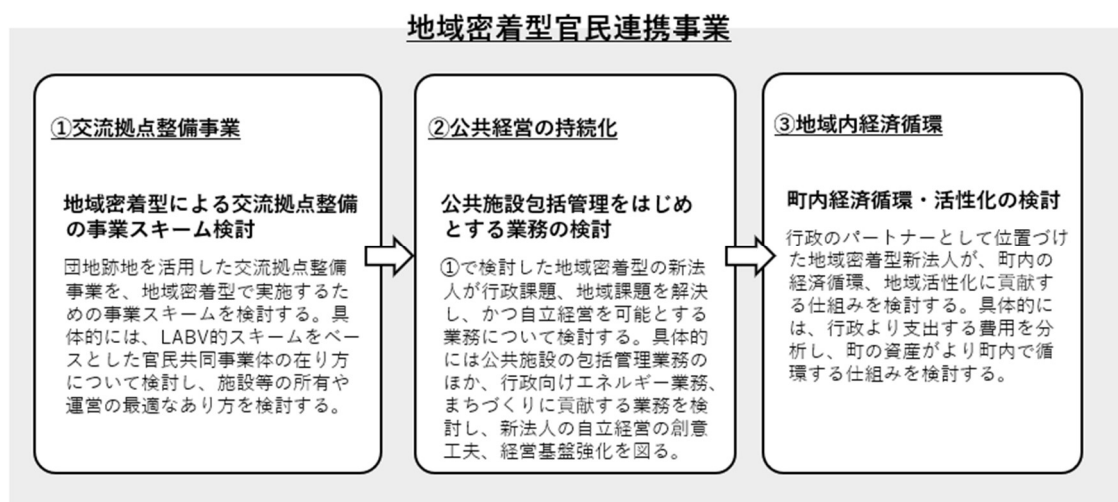 地域密着型官民連携事業
①交流拠点整備事業
地域密着型による交流拠点整備
の事業スキーム検討
団地跡地を活用した交流拠点整備
事業を、地域密着型で実施するた
めの事業スキームを検討する。具
体的には、LABV的スキームをベー
スとした官民共同事業体の在り方
について検討し、施設等の所有や
運営の最適なあり方を検討する。
②公共経営の持続化
公共施設包括管理をはじめ
とする業務の検討
①で検討した地域密着型の新法
人が行政課題、地域課題を解決
し、かつ自立経営を可能とする
業務について検討する。具体的
には公共施設の包括管理業務の
ほか、行政向けエネルギー業務、
まちづくりに貢献する業務を検
討し、新法人の自立経営の創意
工夫、経営基盤強化を図る。
③地域内経済循環
町内経済循環・活性化の検討
行政のパートナーとして位置づけ
た地域密着型新法人が、町内の
経済循環、地域活性化に貢献す
る仕組みを検討する。具体的に
は、行政より支出する費用を分
析し、町の資産がより町内で循
環する仕組みを検討する。